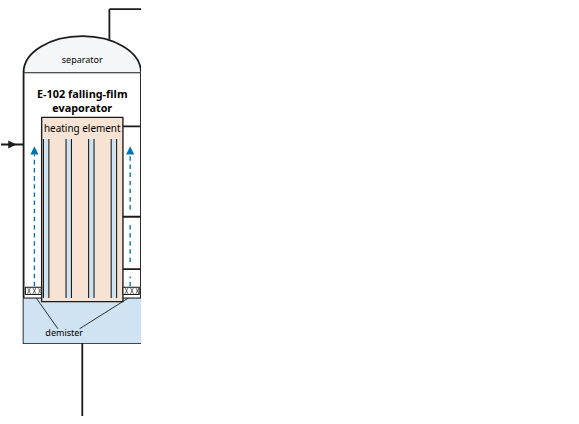 separator
E-102 falling-film
evaporator
heating element
demister